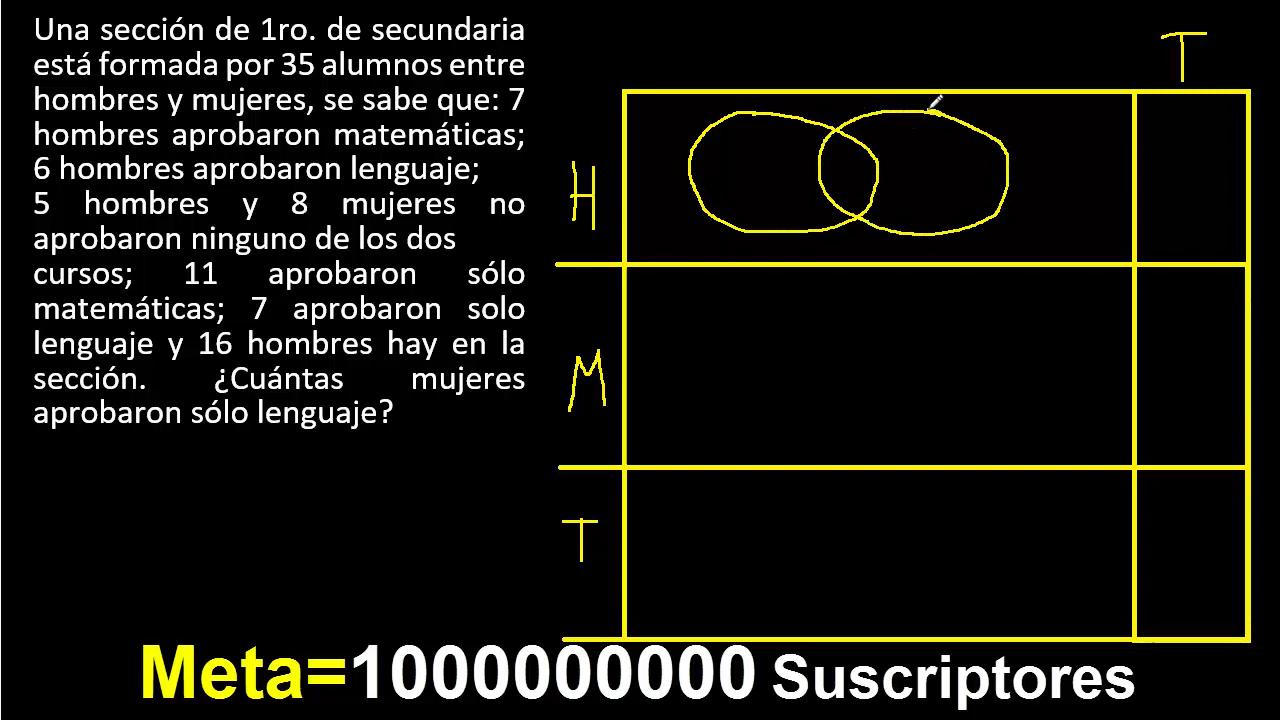 Una sección de 1ro. de secundaria
está formada por 35 alumnos entre
hombres y mujeres, se sabe que: 7
hombres aprobaron matemáticas;
6 hombres aprobaron lenguaje;
5 hombres y 8 mujeres no
aprobaron ninguno de los dos
cursos; 11 aprobaron sólo
matemáticas; 7 aprobaron solo
lenguaje y 16 hombres hay en la
sección. ¿Cuántas mujeres
aprobaron sólo lenguaje?
T
H
M
T
Meta=1000000000 Suscriptores